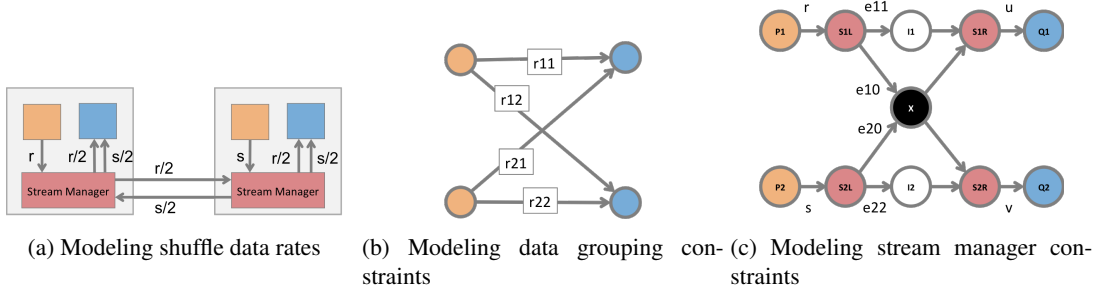 r
r/2
s/2
Stream Manager
r/2
s/2
s
r/2
s/2
Stream Manager
(a) Modeling shuffle data rates
r11
r12
r21
r22
(b) Modeling data grouping con-
straints
r
e11
u
P1
S1L
I1
S1R
Q1
e10
X
e20
P2
S2L
I2
S2R
Q2
s
e22
v
(c) Modeling stream manager con-
straints